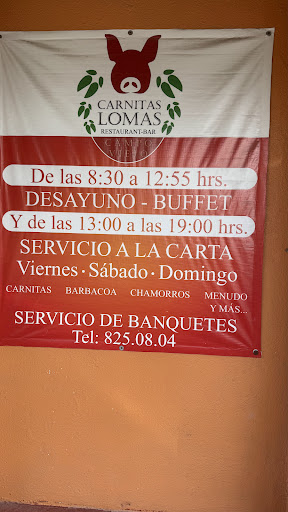 CARNITAS
LOMAS
RESTAURANT-BAR
CAMPO
De las 8:30 a 12:55 hrs.
DESAYUNO - BUFFET
Y de las 13:00 a las 19:00 hrs.
SERVICIO A LA CARTA
Viernes · Sábado · Domingo
CARNITAS BARBACOA CHAMORROS MENUDO
Y MÁS...
SERVICIO DE BANQUETES
Tel: 825.08.04